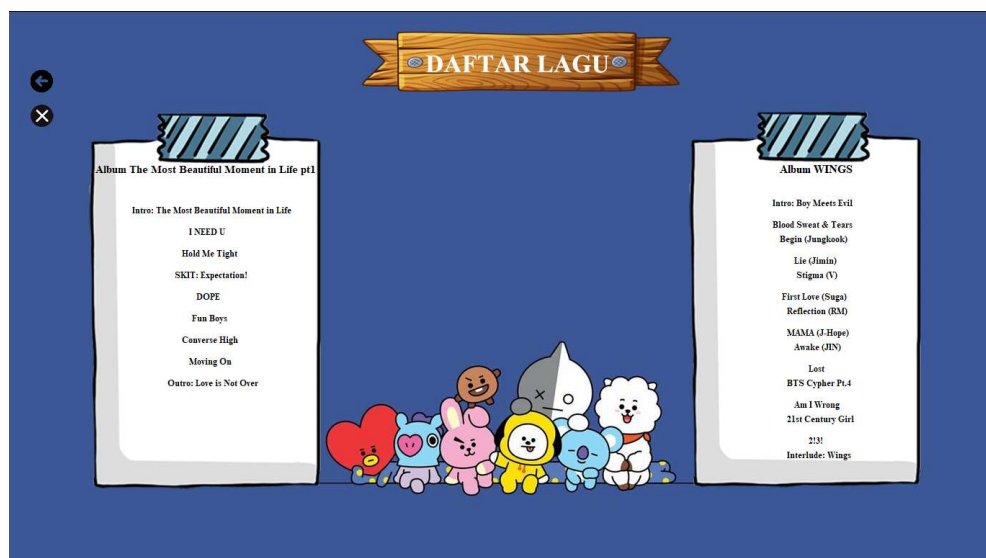 DAFTAR LAGU
Album The Most Beautiful Moment in Life pt1
Intro: The Most Beautiful Moment in Life
I NEED U
Hold Me Tight
SKIT: Expectation!
DOPE
Fun Boys
Converse High
Moving On
Outro: Love is Not Over
Album WINGS
Intro: Boy Meets Evil
Blood Sweat & Tears
Begin (Jungkook)
Lie (Jimin)
Stigma (V)
First Love (Suga)
Reflection (RM)
MAMA (J-Hope)
Awake (JIN)
Lost
BTS Cypher Pt.4
Am I Wrong
21st Century Girl
2!3!
Interlude: Wings